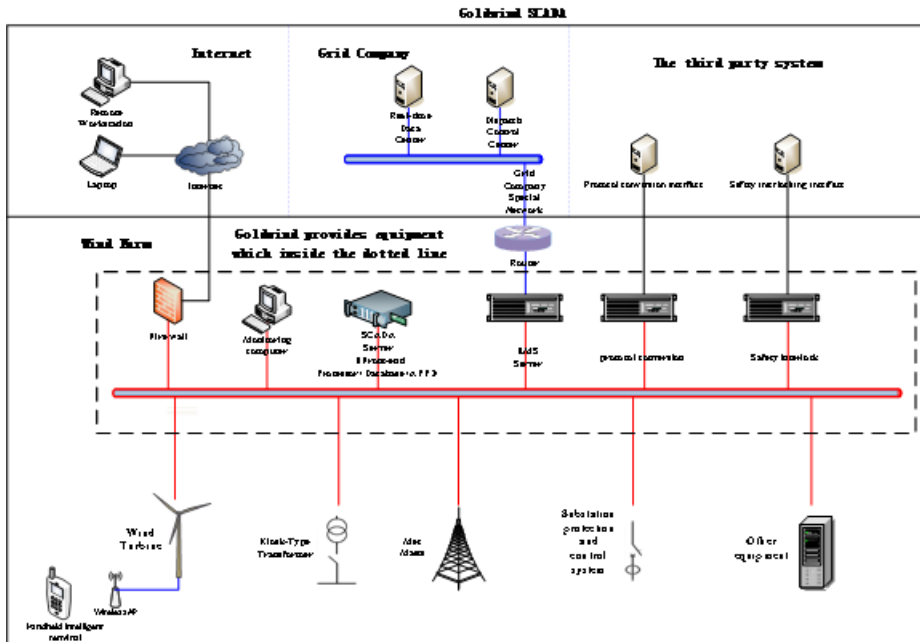 Goldwind SCADA
Internet
Grid Company
The third party system
Remote
Workstation
Laptop
Internet
Real-time
Data
Center
Dispatch
Control
Center
Grid
Company
Special
Network
Protocol conversion interface
Safety interlocking interface
Wind Farm
Goldwind provides equipment
which inside the dotted line
Router
Firewall
Monitoring
computer
SCADA
Server
EMS
Server
protocol conversion
Safety interlock
Wind
Turbine
Transformer
Met
Mast
Substation
protection
and
control
system
Other
equipment
Wireless AP
Handheld intelligent
terminal